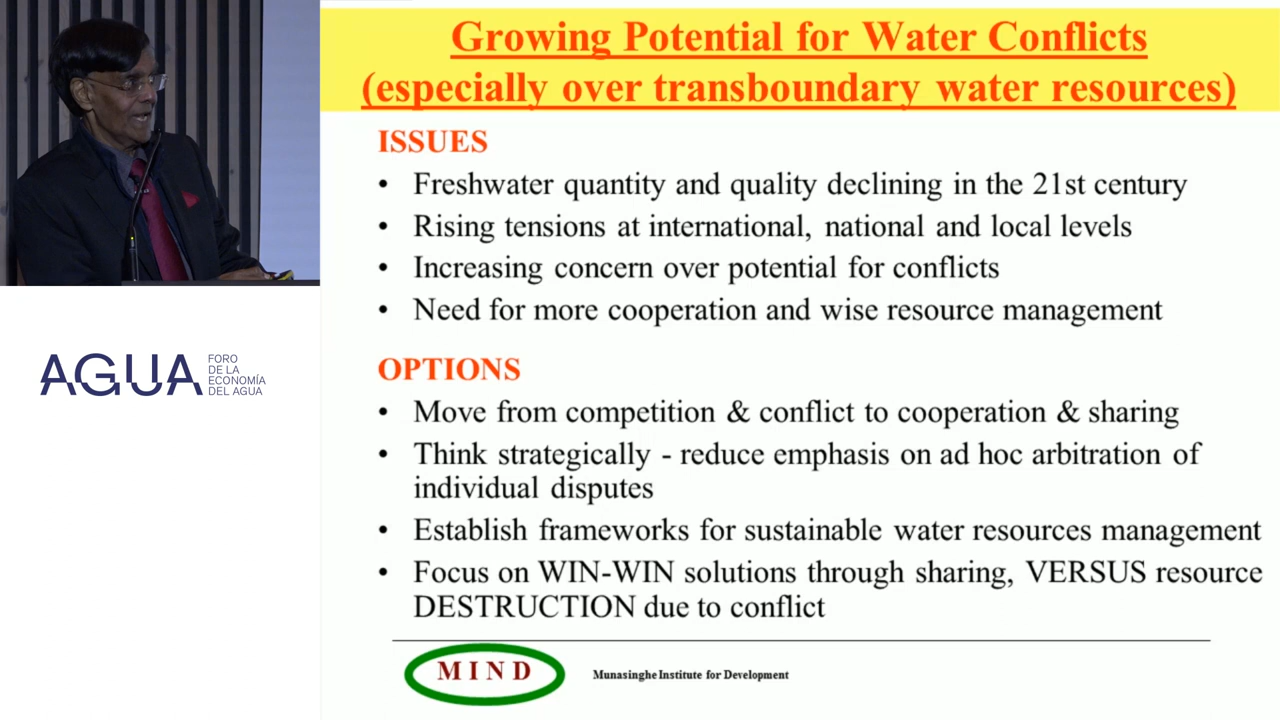 Growing Potential for Water Conflicts
(especially over transboundary water resources)
ISSUES
• Freshwater quantity and quality declining in the 21st century
• Rising tensions at international, national and local levels
• Increasing concern over potential for conflicts
• Need for more cooperation and wise resource management
OPTIONS
• Move from competition & conflict to cooperation & sharing
• Think strategically - reduce emphasis on ad hoc arbitration of
individual disputes
• Establish frameworks for sustainable water resources management
• Focus on WIN-WIN solutions through sharing, VERSUS resource
DESTRUCTION due to conflict
MIND
Munasinghe Institute for Development
AGUA
FORO
DE LA
ECONOMÍA
DEL AGUA